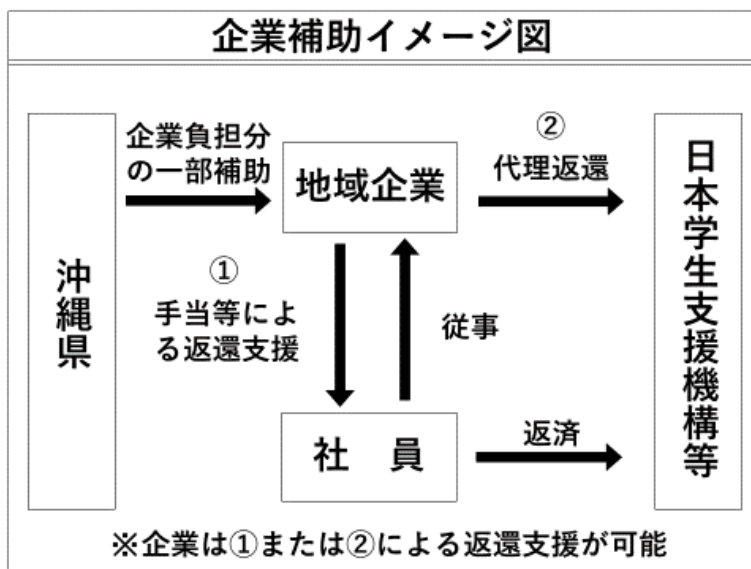 企業補助イメージ図
企業負担分
の一部補助
②
代理返還
地域企業
沖縄県
①
手当等によ
る返還支援
従事
日本学生支援機構等
社　員
返済
※企業は①または②による返還支援が可能